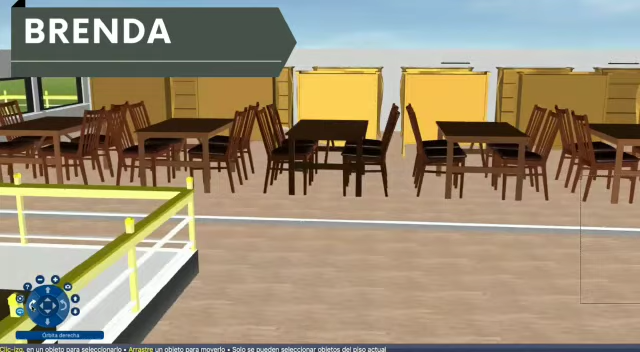 BRENDA
Órbita derecha
Clic-izo. en un objeto para seleccionarlo • Arrastre un objeto para moverlo • Solo se pueden seleccionar objetos del piso actual